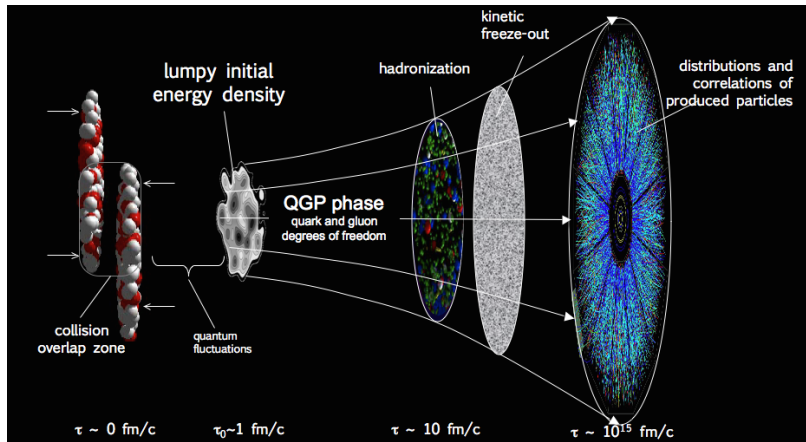 kinetic
freeze-out
lumpy initial
energy density
hadronization
distributions and
correlations of
produced particles
QGP phase
quark and gluon
degrees of freedom
collision
overlap zone
quantum
fluctuations
τ ~ 0 fm/c
τ₀~1 fm/c
τ ~ 10 fm/c
τ ~ 10¹⁵ fm/c